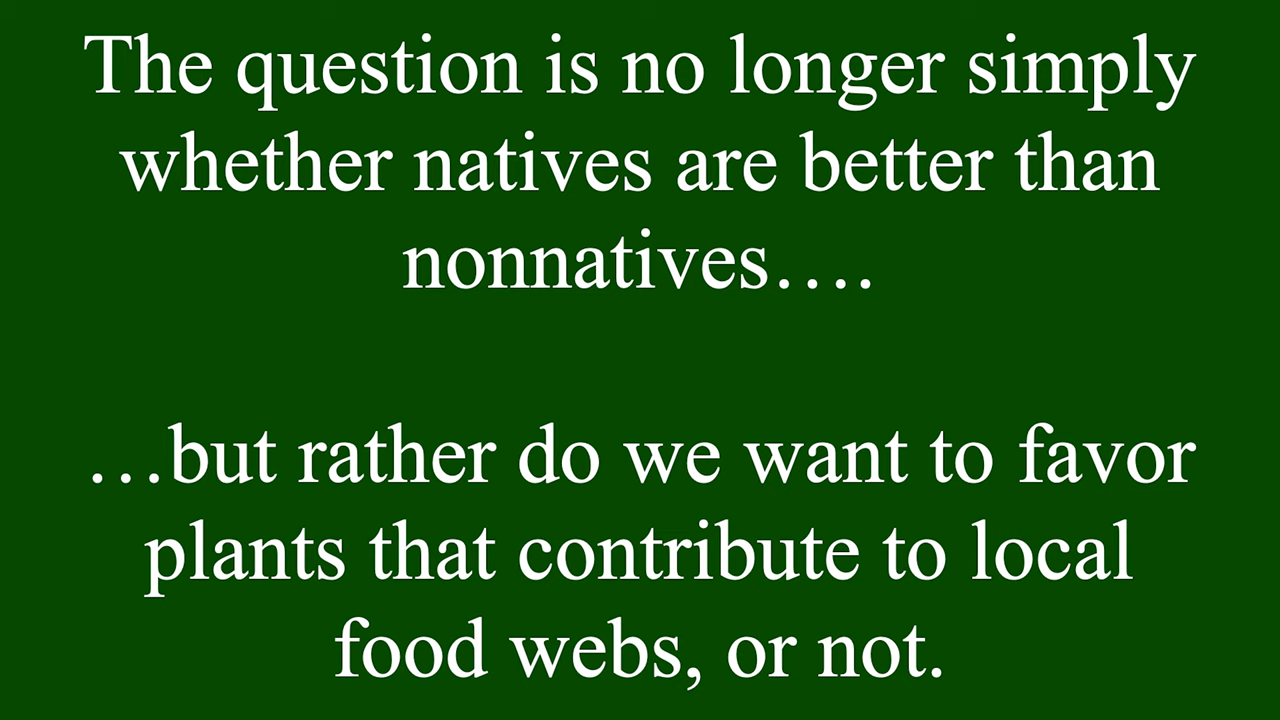 The question is no longer simply
whether natives are better than
nonnatives….
…but rather do we want to favor
plants that contribute to local
food webs, or not.